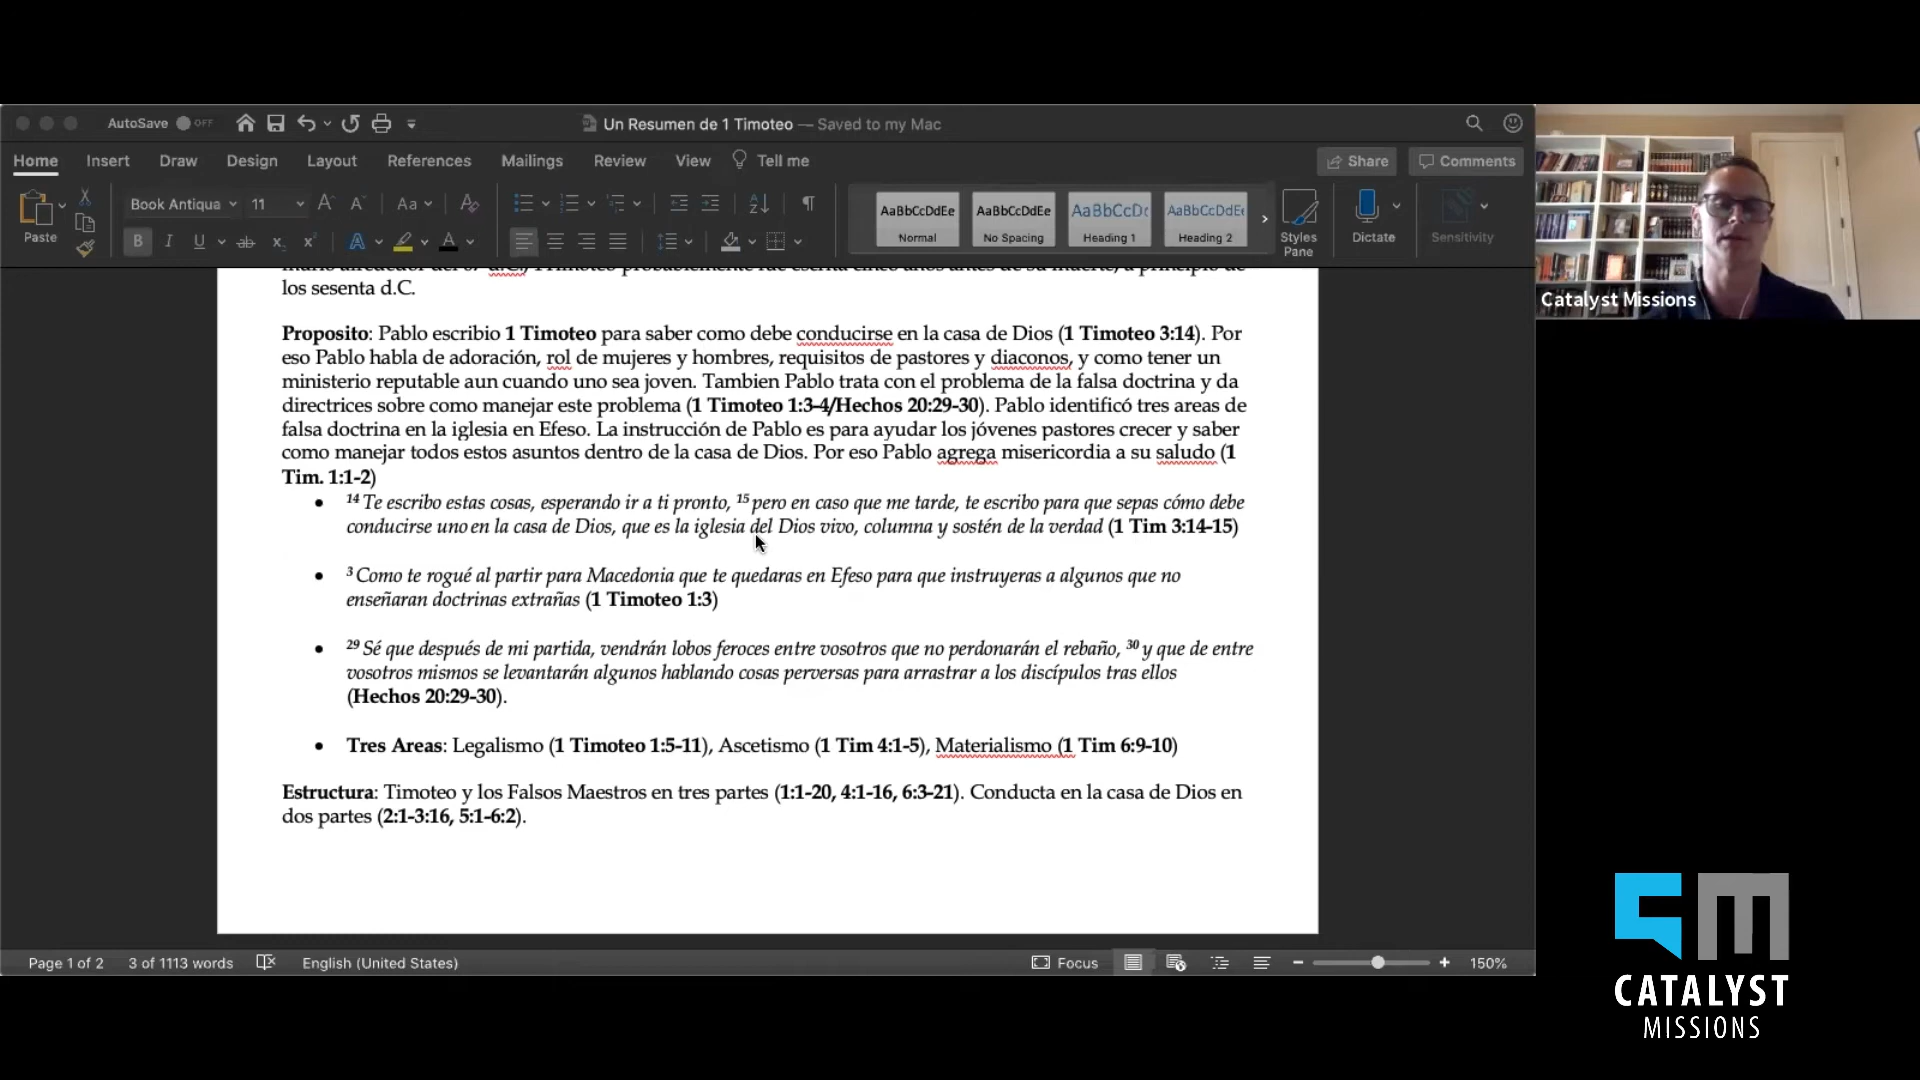 AutoSave OFF
Un Resumen de 1 Timoteo — Saved to my Mac
Home Insert Draw Design Layout References Mailings Review View Tell me
Share Comments
Paste
Book Antiqua 11
AaBbCcDdEe Normal
AaBbCcDdEe No Spacing
AaBbCcDc Heading 1
AaBbCcDdEe Heading 2
Styles Pane
Dictate
Sensitivity
los sesenta d.C.
Proposito: Pablo escribio 1 Timoteo para saber como debe conducirse en la casa de Dios (1 Timoteo 3:14). Por
eso Pablo habla de adoración, rol de mujeres y hombres, requisitos de pastores y diaconos, y como tener un
ministerio reputable aun cuando uno sea joven. Tambien Pablo trata con el problema de la falsa doctrina y da
directrices sobre como manejar este problema (1 Timoteo 1:3-4/Hechos 20:29-30). Pablo identificó tres areas de
falsa doctrina en la iglesia en Efeso. La instrucción de Pablo es para ayudar los jóvenes pastores crecer y saber
como manejar todos estos asuntos dentro de la casa de Dios. Por eso Pablo agrega misericordia a su saludo (1
Tim. 1:1-2)
• 14 Te escribo estas cosas, esperando ir a ti pronto, 15 pero en caso que me tarde, te escribo para que sepas cómo debe
conducirse uno en la casa de Dios, que es la iglesia del Dios vivo, columna y sostén de la verdad (1 Tim 3:14-15)
• 3 Como te rogué al partir para Macedonia que te quedaras en Efeso para que instruyeras a algunos que no
enseñaran doctrinas extrañas (1 Timoteo 1:3)
• 29 Sé que después de mi partida, vendrán lobos feroces entre vosotros que no perdonarán el rebaño, 30 y que de entre
vosotros mismos se levantarán algunos hablando cosas perversas para arrastrar a los discípulos tras ellos
(Hechos 20:29-30).
• Tres Areas: Legalismo (1 Timoteo 1:5-11), Ascetismo (1 Tim 4:1-5), Materialismo (1 Tim 6:9-10)
Estructura: Timoteo y los Falsos Maestros en tres partes (1:1-20, 4:1-16, 6:3-21). Conducta en la casa de Dios en
dos partes (2:1-3:16, 5:1-6:2).
Page 1 of 2 3 of 1113 words English (United States) Focus 150%
Catalyst Missions
CM
CATALYST
MISSIONS